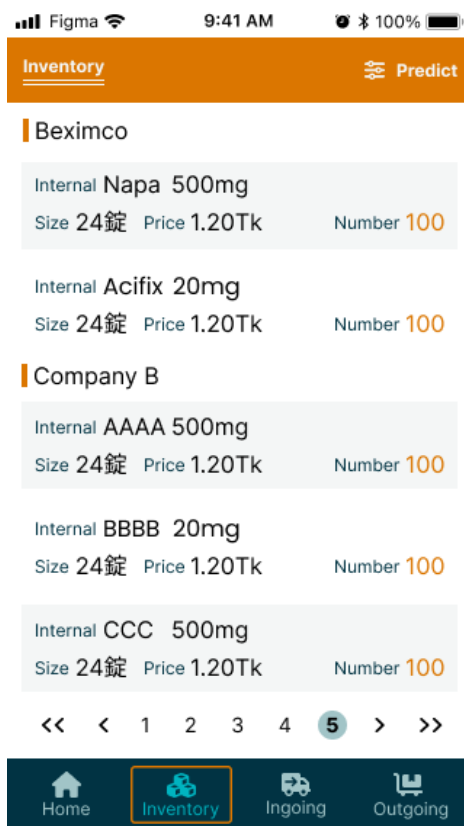 Figma 9:41 AM 100%
Inventory Predict
Beximco
Internal Napa 500mg
Size 24錠 Price 1.20Tk Number 100
Internal Acifix 20mg
Size 24錠 Price 1.20Tk Number 100
Company B
Internal AAAA 500mg
Size 24錠 Price 1.20Tk Number 100
Internal BBBB 20mg
Size 24錠 Price 1.20Tk Number 100
Internal CCC 500mg
Size 24錠 Price 1.20Tk Number 100
<< < 1 2 3 4 5 > >>
Home Inventory Ingoing Outgoing